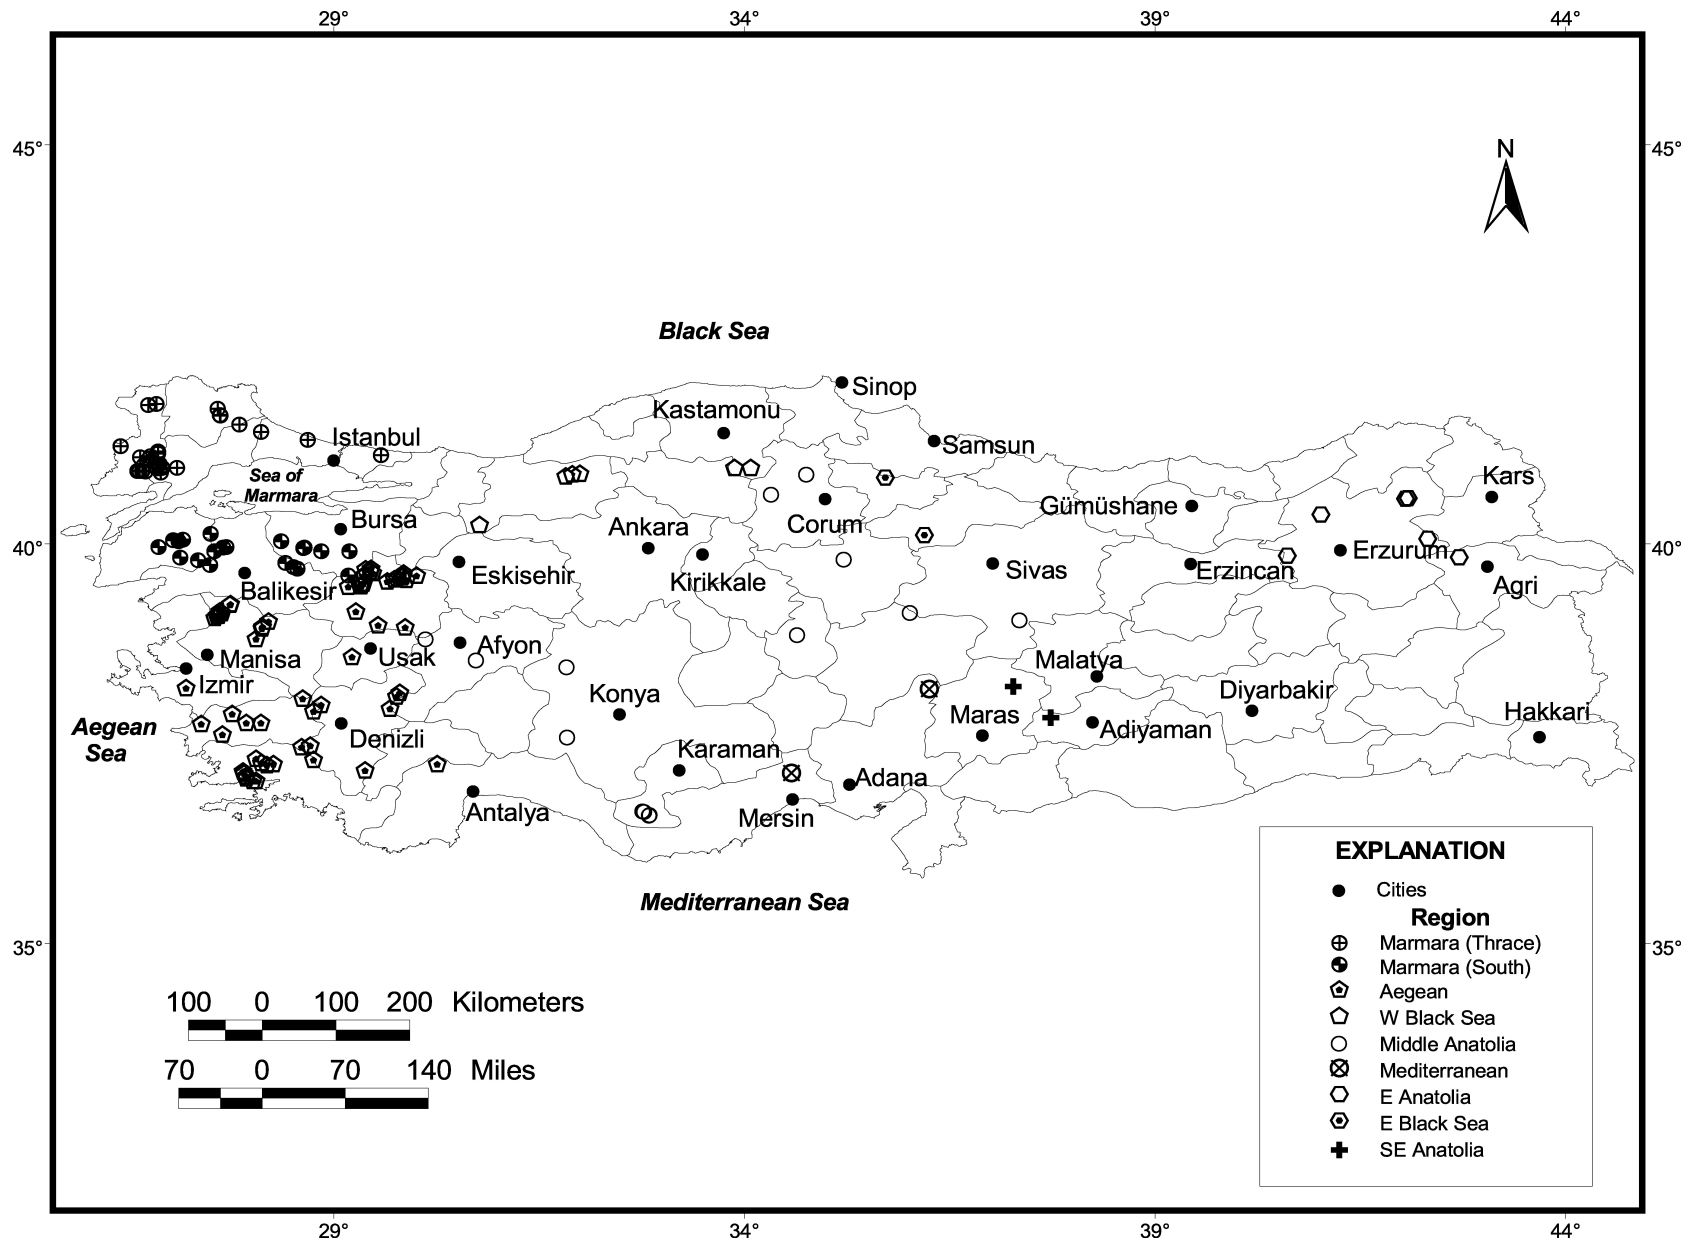 29° 34° 39° 44°
45° 45°
N
Black Sea
Sinop
Kastamonu
Istanbul
Samsun
Sea of
Marmara
Kars
Bursa
Corum
Gümüshane
Ankara
40° 40°
Erzurum
Eskisehir
Kirikkale
Sivas
Erzincan
Agri
Balikesir
Manisa
Usak
Afyon
Malatya
Izmir
Konya
Diyarbakir
Maras
Hakkari
Aegean
Sea
Denizli
Karaman
Adiyaman
Adana
Antalya
Mersin
Mediterranean Sea
35° 35°
EXPLANATION
Cities
Region
Marmara (Thrace)
Marmara (South)
Aegean
W Black Sea
Middle Anatolia
Mediterranean
E Anatolia
E Black Sea
SE Anatolia
100 0 100 200 Kilometers
70 0 70 140 Miles
29° 34° 39° 44°